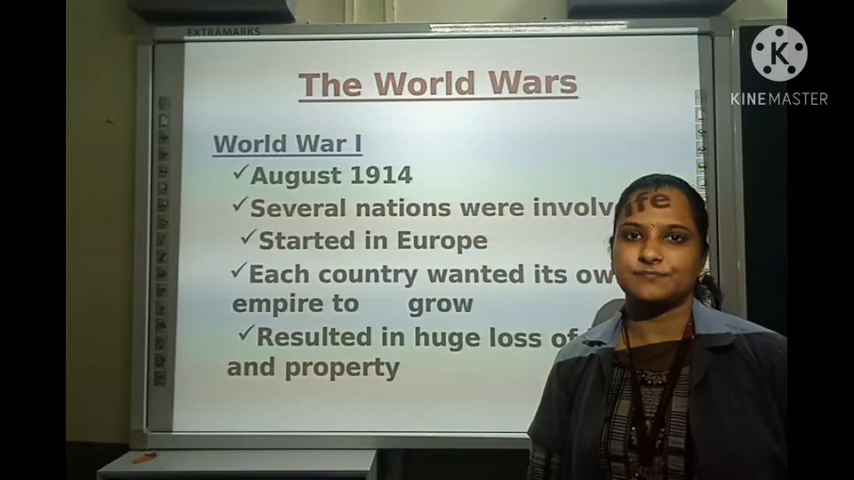 EXTRAMARKS
K
KINEMASTER
The World Wars
World War I
✓August 1914
✓Several nations were involv
✓Started in Europe
✓Each country wanted its ow
empire to grow
✓Resulted in huge loss of life
and property